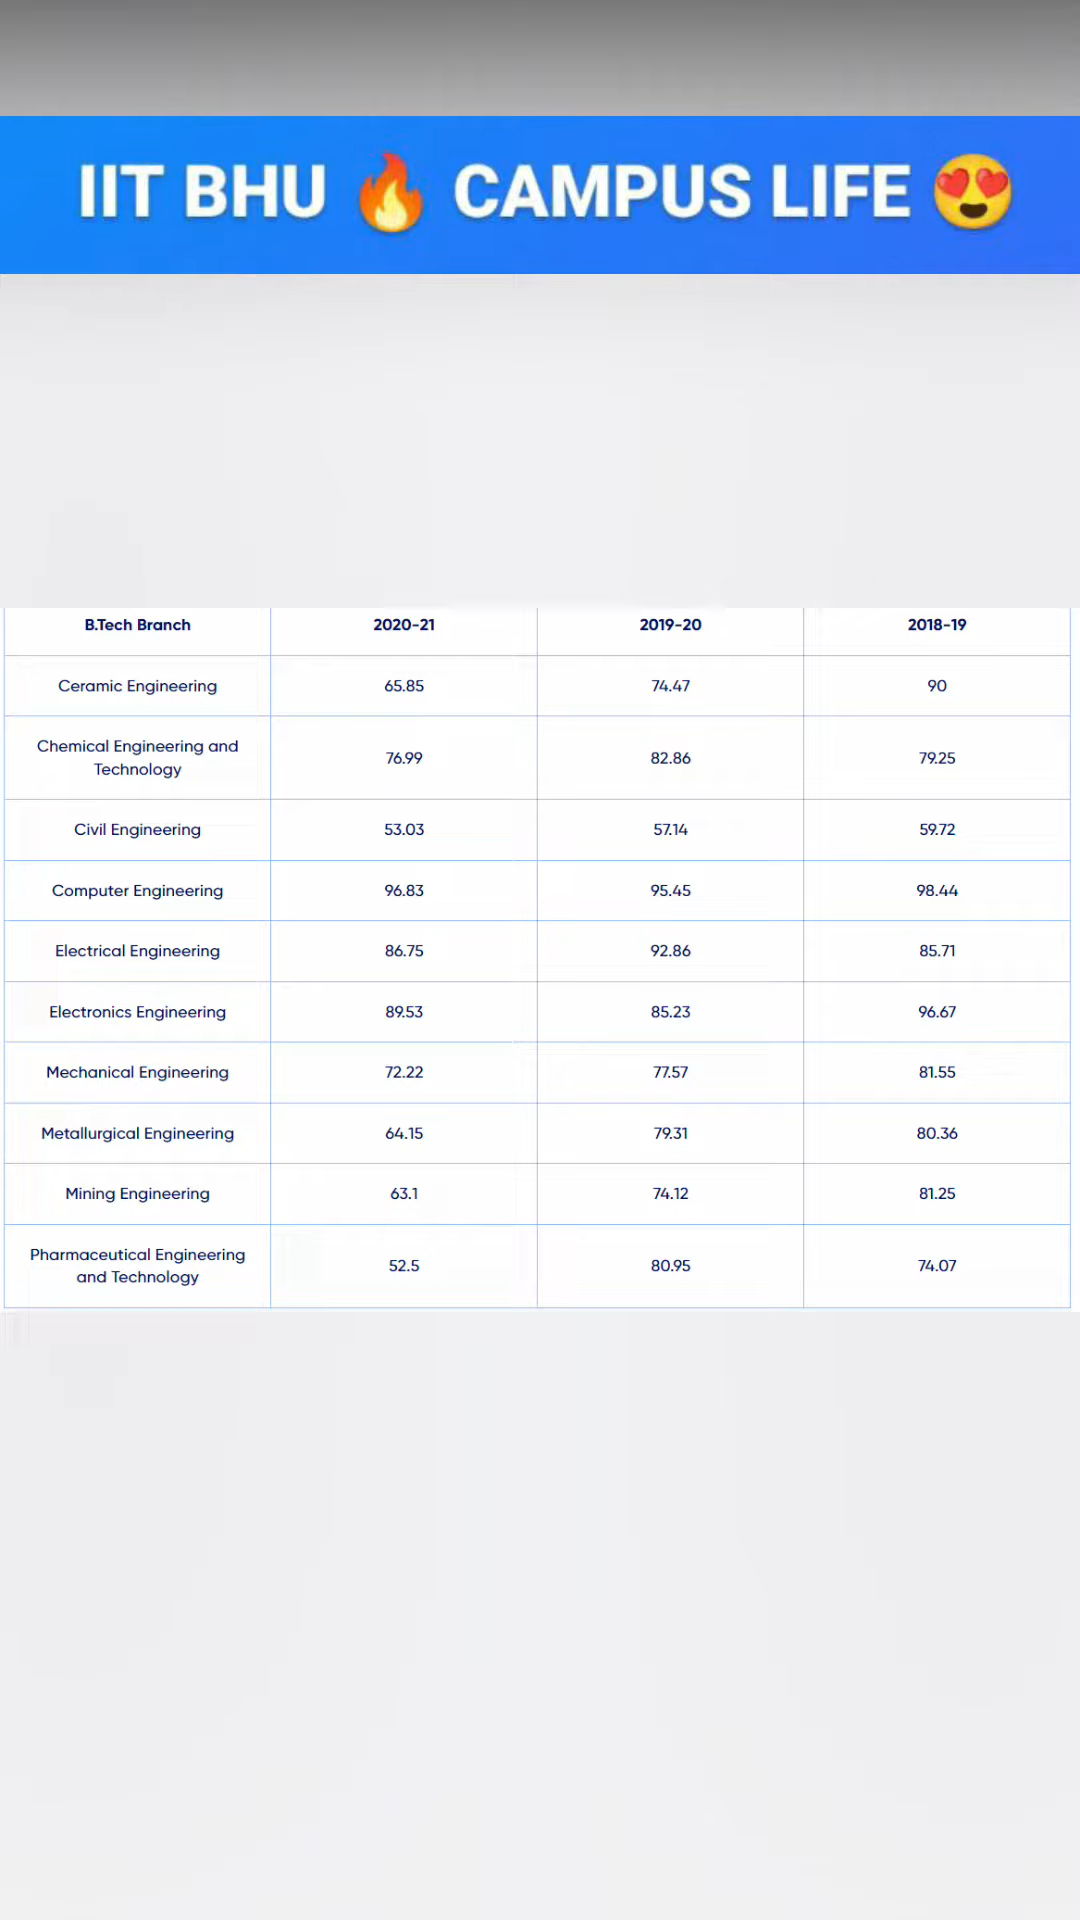 IIT BHU 🔥 CAMPUS LIFE 😍
B.Tech Branch 2020-21 2019-20 2018-19
Ceramic Engineering 65.85 74.47 90
Chemical Engineering and
Technology 76.99 82.86 79.25
Civil Engineering 53.03 57.14 59.72
Computer Engineering 96.83 95.45 98.44
Electrical Engineering 86.75 92.86 85.71
Electronics Engineering 89.53 85.23 96.67
Mechanical Engineering 72.22 77.57 81.55
Metallurgical Engineering 64.15 79.31 80.36
Mining Engineering 63.1 74.12 81.25
Pharmaceutical Engineering
and Technology 52.5 80.95 74.07